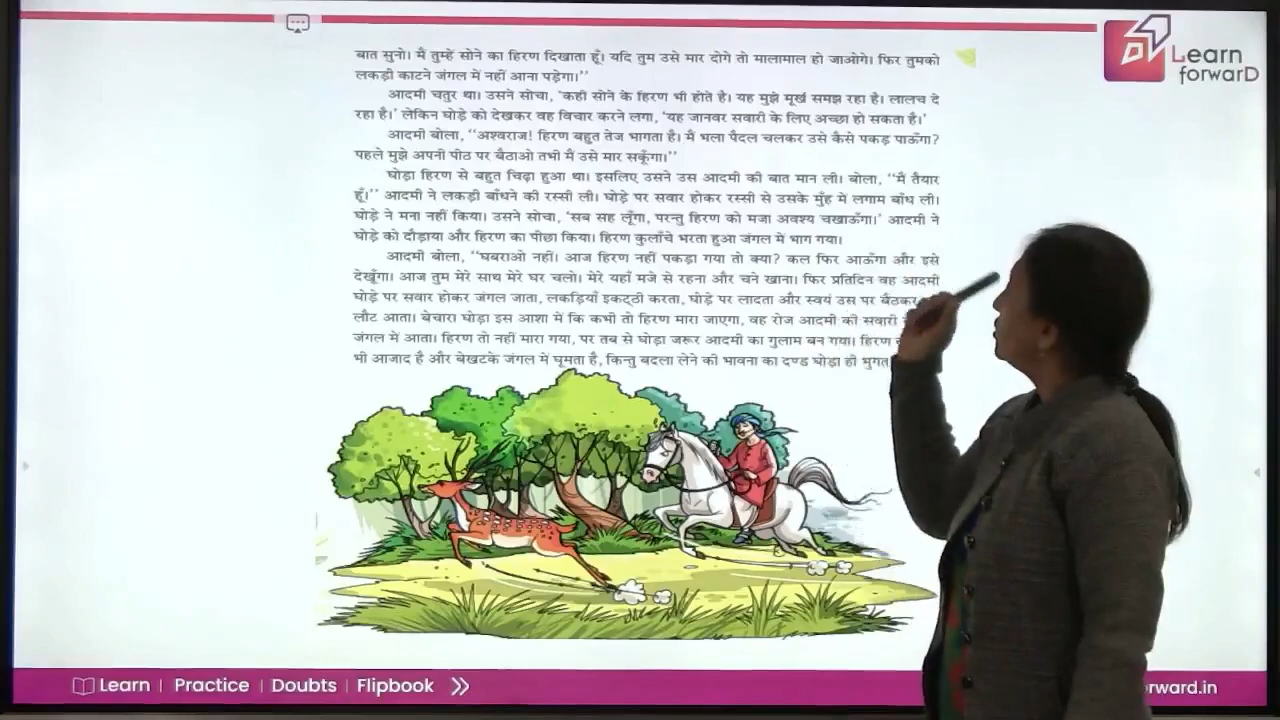 बात सुनो। मैं तुम्हें सोने का हिरण दिखाता हूँ। यदि तुम उसे मार दोगे तो मालामाल हो जाओगे। फिर तुमको
लकड़ी काटने जंगल में नहीं आना पड़ेगा।’’
आदमी चतुर था। उसने सोचा, ‘कहीं सोने के हिरण भी होते है। यह मुझे मूर्ख समझ रहा है। लालच दे
रहा है।’ लेकिन घोड़े को देखकर वह विचार करने लगा, ‘यह जानवर सवारी के लिए अच्छा हो सकता है।’
आदमी बोला, ‘‘अश्वराज! हिरण बहुत तेज भागता है। मैं भला पैदल चलकर उसे कैसे पकड़ पाऊँगा?
पहले मुझे अपनी पीठ पर बैठाओ तभी मैं उसे मार सकूँगा।’’
घोड़ा हिरण से बहुत चिढ़ा हुआ था। इसलिए उसने उस आदमी की बात मान ली। बोला, ‘‘मैं तैयार
हूँ।’’ आदमी ने लकड़ी बाँधने की रस्सी ली। घोड़े पर सवार होकर रस्सी से उसके मुँह में लगाम बाँध ली।
घोड़े ने मना नहीं किया। उसने सोचा, ‘सब सह लूँगा, परन्तु हिरण को मजा अवश्य चखाऊँगा।’ आदमी ने
घोड़े को दौड़ाया और हिरण का पीछा किया। हिरण कुलाँचे भरता हुआ जंगल में भाग गया।
आदमी बोला, ‘‘घबराओ नहीं। आज हिरण नहीं पकड़ा गया तो क्या? कल फिर आऊँगा और इसे
देखूँगा। आज तुम मेरे साथ मेरे घर चलो। मेरे यहाँ मजे से रहना और चने खाना। फिर प्रतिदिन वह आदमी
घोड़े पर सवार होकर जंगल जाता, लकड़ियाँ इकट्ठी करता, घोड़े पर लादता और स्वयं उस पर बैठकर
लौट आता। बेचारा घोड़ा इस आशा में कि कभी तो हिरण मारा जाएगा, वह रोज आदमी की सवारी
जंगल में आता। हिरण तो नहीं मारा गया, पर तब से घोड़ा जरूर आदमी का गुलाम बन गया। हिरण
भी आजाद है और बेखटके जंगल में घूमता है, किन्तु बदला लेने की भावना का दण्ड घोड़ा ही
Learn
forwarD
Learn | Practice | Doubts | Flipbook
rward.in